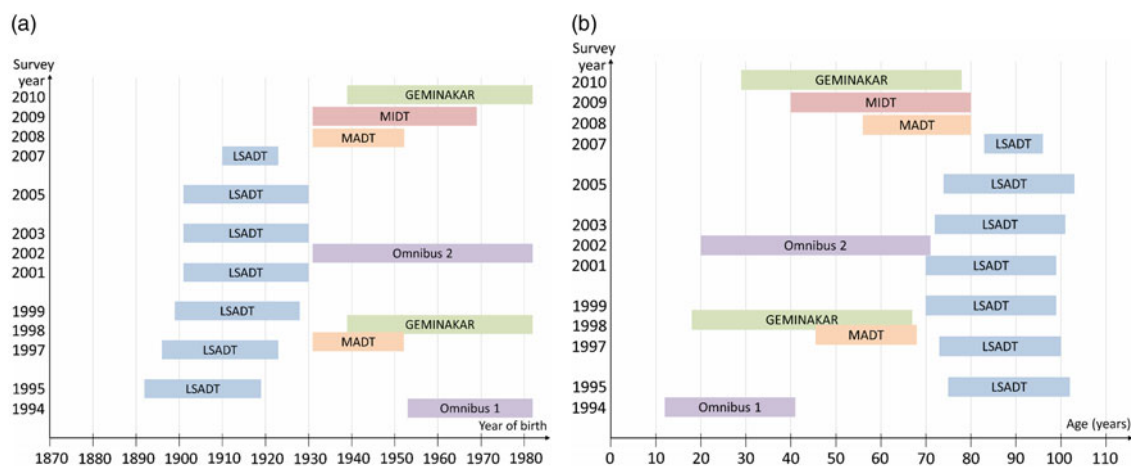 (a)
Survey
year
2010
GEMINAKAR
2009
MIDT
2008
MADT
2007
LSADT
2005
LSADT
2003
LSADT
2002
Omnibus 2
2001
LSADT
1999
LSADT
1998
GEMINAKAR
MADT
1997
LSADT
1995
LSADT
1994
Omnibus 1
Year of birth
1870 1880 1890 1900 1910 1920 1930 1940 1950 1960 1970 1980
(b)
Survey
year
2010
GEMINAKAR
2009
MIDT
2008
MADT
2007
LSADT
2005
LSADT
2003
LSADT
2002
Omnibus 2
2001
LSADT
1999
LSADT
1998
GEMINAKAR
MADT
1997
LSADT
1995
LSADT
1994
Omnibus 1
Age (years)
0 10 20 30 40 50 60 70 80 90 100 110